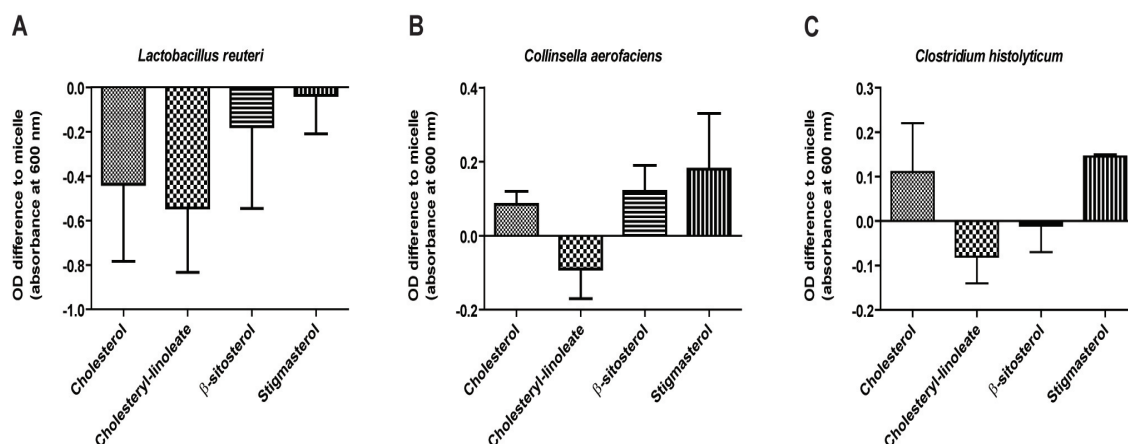 A
Lactobacillus reuteri
OD difference to micelle
(absorbance at 600 nm)
0.0
-0.2
-0.4
-0.6
-0.8
-1.0
Cholesterol
Cholesteryl-linoleate
β-sitosterol
Stigmasterol
B
Collinsella aerofaciens
OD difference to micelle
(absorbance at 600 nm)
0.4
0.2
0.0
-0.2
Cholesterol
Cholesteryl-linoleate
β-sitosterol
Stigmasterol
C
Clostridium histolyticum
OD difference to micelle
(absorbance at 600 nm)
0.3
0.2
0.1
0.0
-0.1
-0.2
Cholesterol
Cholesteryl-linoleate
β-sitosterol
Stigmasterol